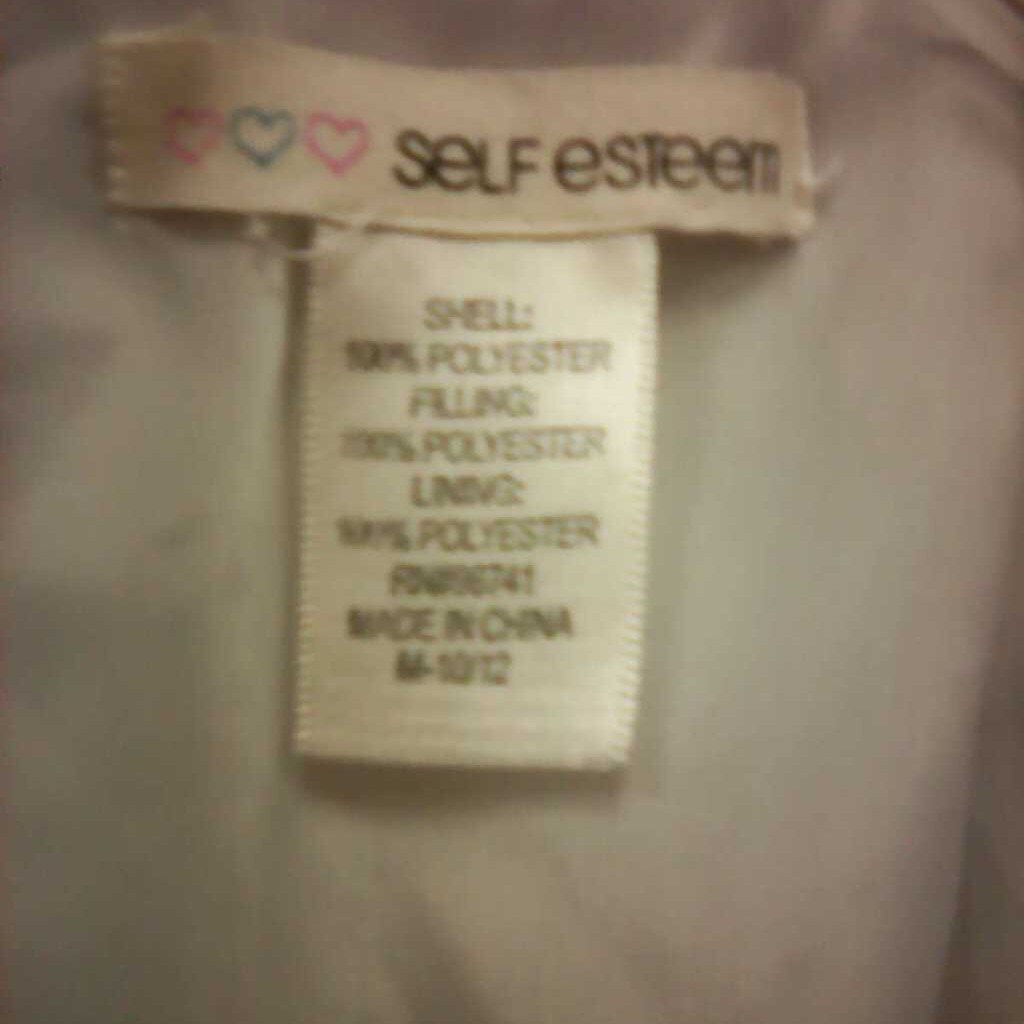 SELF esteem
SHELL:
100% POLYESTER
FILLING:
100% POLYESTER
LINING:
100% POLYESTER
MADE IN CHINA
M-10/12